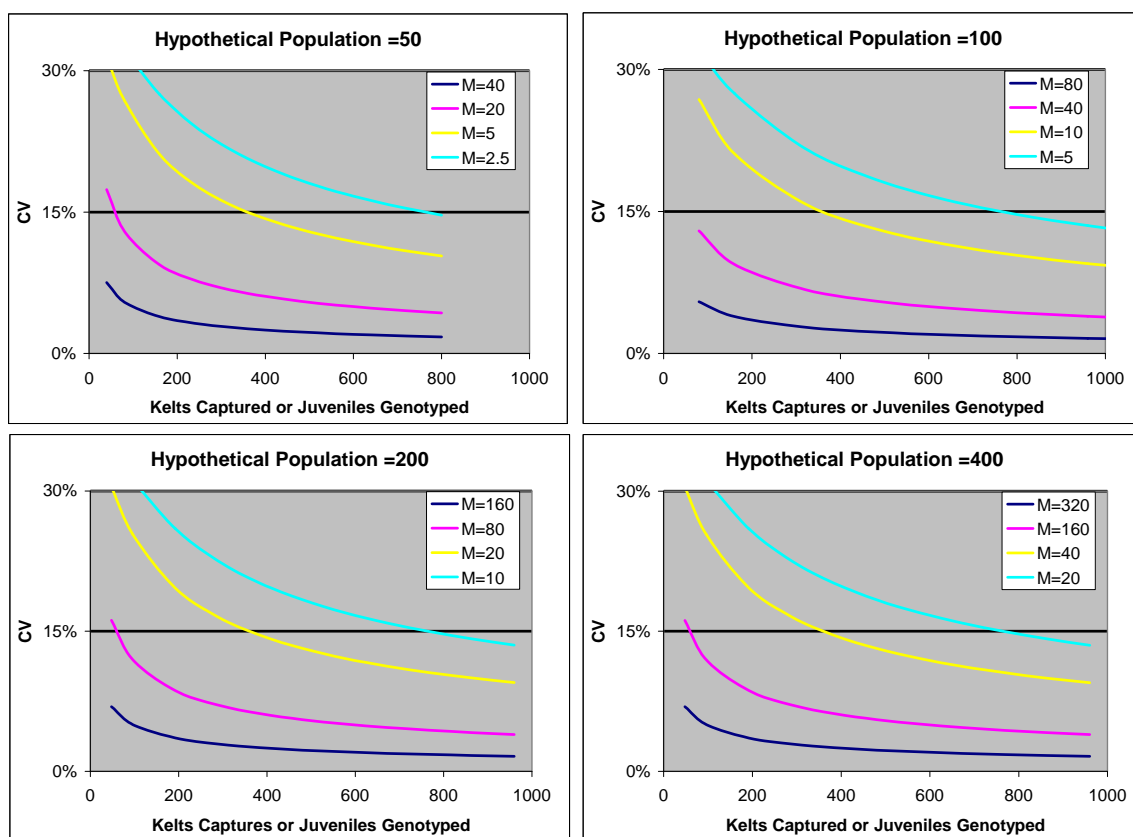 Hypothetical Population =50
30%
15%
0%
CV
M=40
M=20
M=5
M=2.5
0 200 400 600 800 1000
Kelts Captured or Juveniles Genotyped
Hypothetical Population =100
30%
15%
0%
CV
M=80
M=40
M=10
M=5
0 200 400 600 800 1000
Kelts Captures or Juveniles Genotyped
Hypothetical Population =200
30%
15%
0%
CV
M=160
M=80
M=20
M=10
0 200 400 600 800 1000
Kelts Captures or Juveniles Genotyped
Hypothetical Population =400
30%
15%
0%
CV
M=320
M=160
M=40
M=20
0 200 400 600 800 1000
Kelts Captures or Juveniles Genotyped